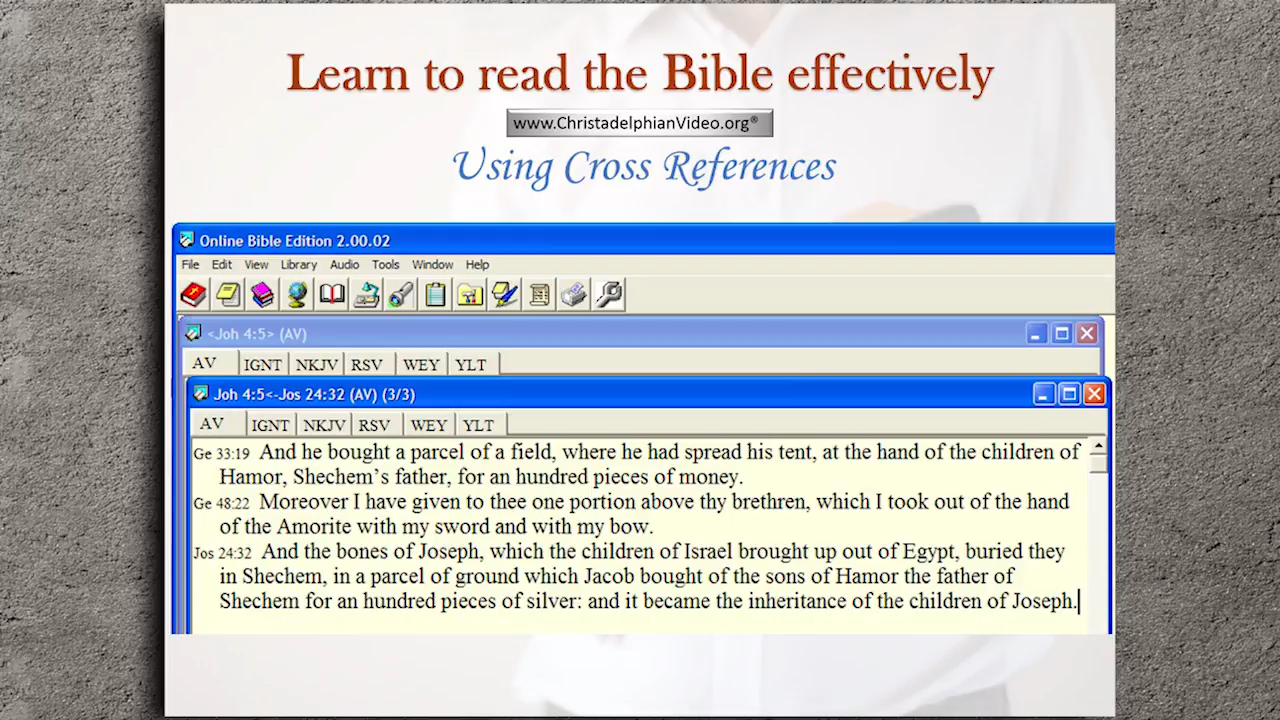 Learn to read the Bible effectively
www.ChristadelphianVideo.org®
Using Cross References
Online Bible Edition 2.00.02
File Edit View Library Audio Tools Window Help
<Joh 4:5> (AV)
AV IGNT NKJV RSV WEY YLT
Joh 4:5<-Jos 24:32 (AV) (3/3)
AV IGNT NKJV RSV WEY YLT
Ge 33:19 And he bought a parcel of a field, where he had spread his tent, at the hand of the children of
Hamor, Shechem's father, for an hundred pieces of money.
Ge 48:22 Moreover I have given to thee one portion above thy brethren, which I took out of the hand
of the Amorite with my sword and with my bow.
Jos 24:32 And the bones of Joseph, which the children of Israel brought up out of Egypt, buried they
in Shechem, in a parcel of ground which Jacob bought of the sons of Hamor the father of
Shechem for an hundred pieces of silver: and it became the inheritance of the children of Joseph.